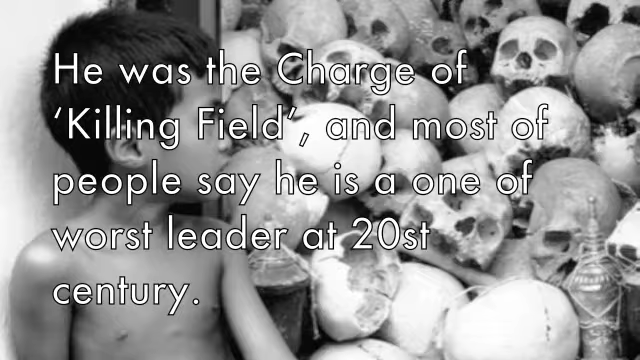 He was the Charge of
‘Killing Field’, and most of
people say he is a one of
worst leader at 20st
century.